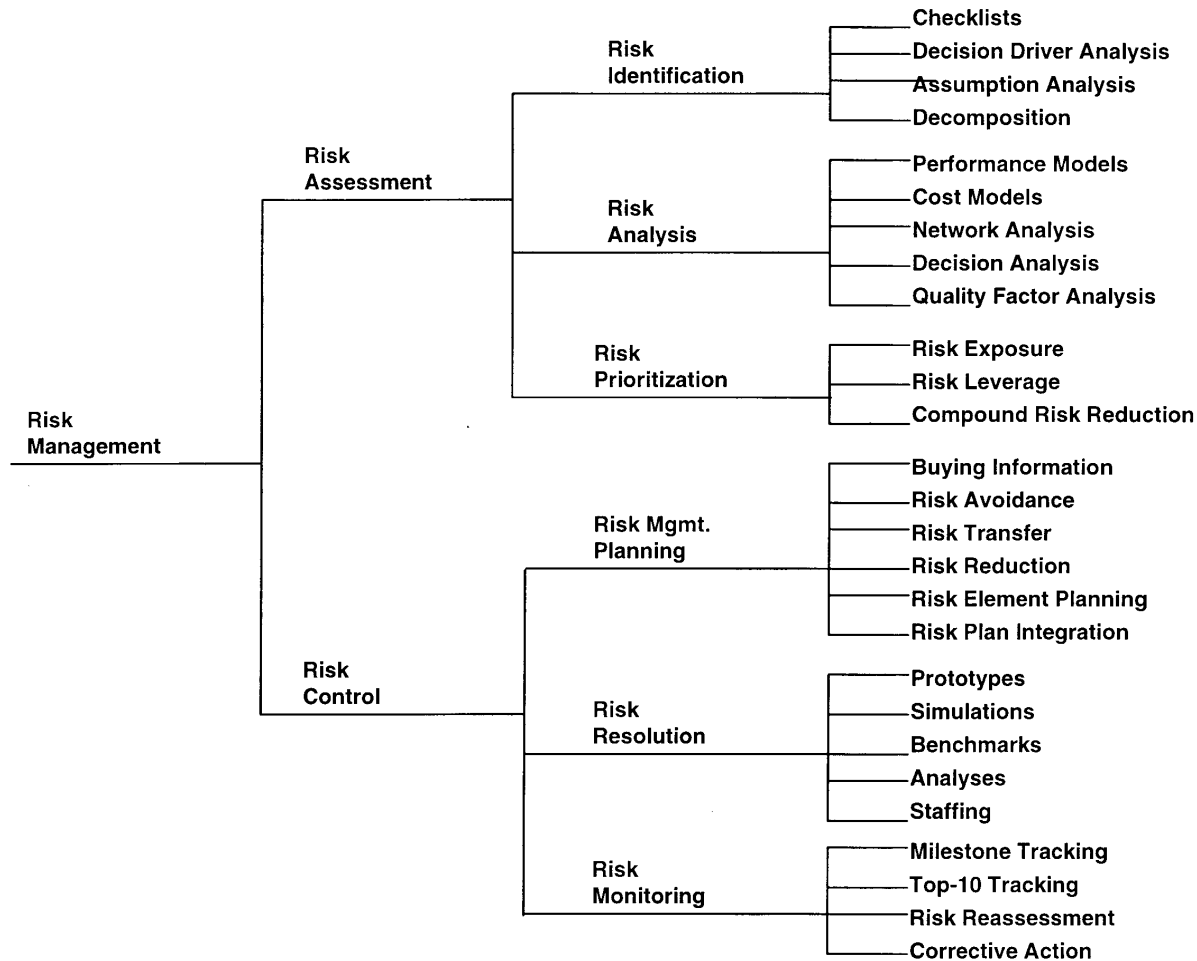 Risk
Management
Risk
Assessment
Risk
Identification
Checklists
Decision Driver Analysis
Assumption Analysis
Decomposition
Risk
Analysis
Performance Models
Cost Models
Network Analysis
Decision Analysis
Quality Factor Analysis
Risk
Prioritization
Risk Exposure
Risk Leverage
Compound Risk Reduction
Risk
Control
Risk Mgmt.
Planning
Buying Information
Risk Avoidance
Risk Transfer
Risk Reduction
Risk Element Planning
Risk Plan Integration
Risk
Resolution
Prototypes
Simulations
Benchmarks
Analyses
Staffing
Risk
Monitoring
Milestone Tracking
Top-10 Tracking
Risk Reassessment
Corrective Action